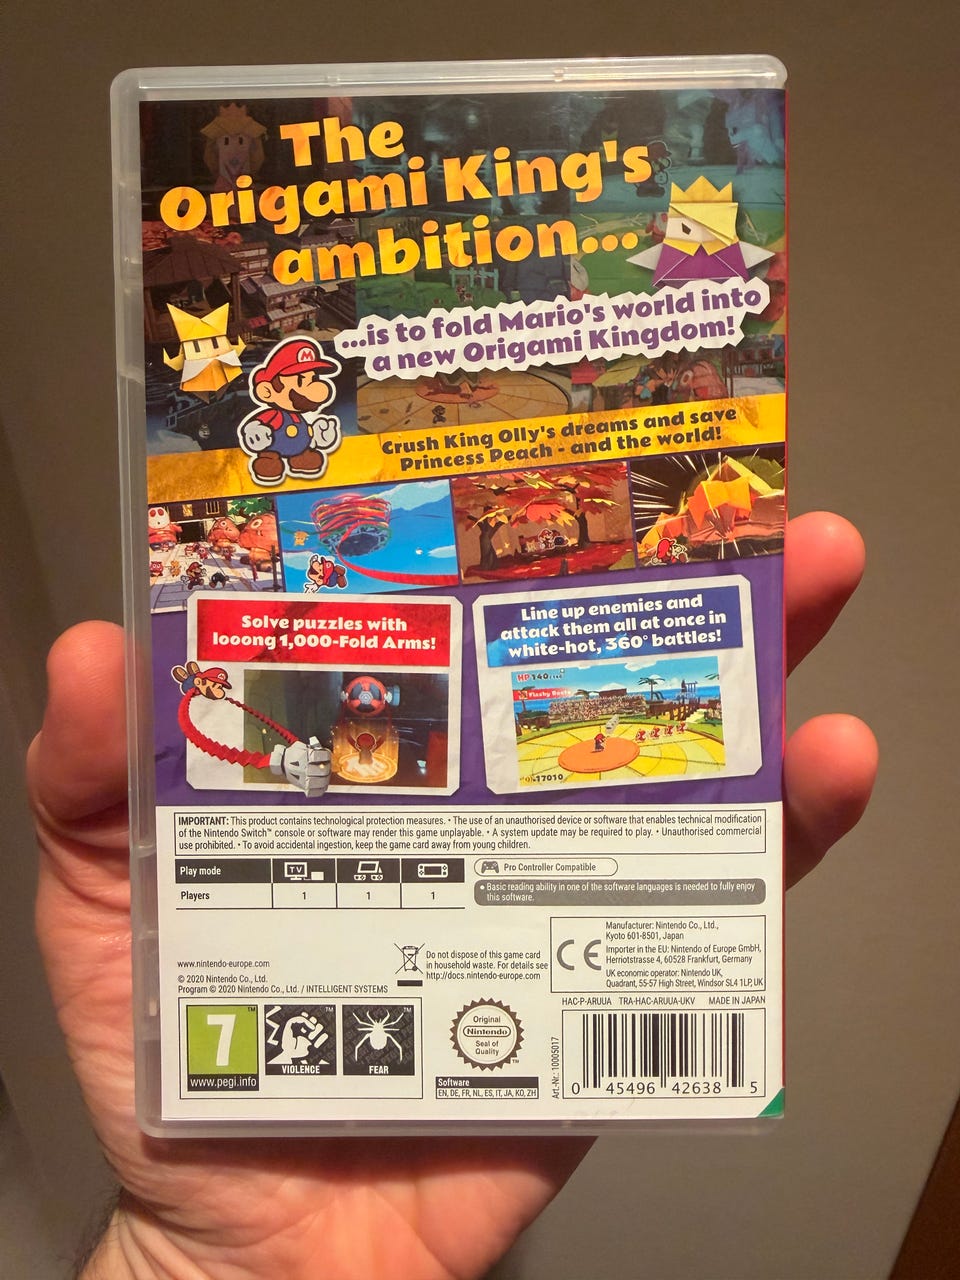 The
Origami King's
ambition...
...is to fold Mario's world into
a new Origami Kingdom!
Crush King Olly's dreams and save
Princess Peach - and the world!
Solve puzzles with
looong 1,000-Fold Arms!
Line up enemies and
attack them all at once in
white-hot, 360° battles!
HP 140/140
Flashy Boots
17010
IMPORTANT: This product contains technological protection measures. • The use of an unauthorised device or software that enables technical modification
of the Nintendo Switch™ console or software may render this game unplayable. • A system update may be required to play. • Unauthorised commercial
use prohibited. • To avoid accidental ingestion, keep the game card away from young children.
Play mode TV
Players 1 1 1
Pro Controller Compatible
• Basic reading ability in one of the software languages is needed to fully enjoy
this software.
www.nintendo-europe.com
© 2020 Nintendo Co., Ltd.
Program © 2020 Nintendo Co., Ltd. / INTELLIGENT SYSTEMS
Do not dispose of this game card
in household waste. For details see
http://docs.nintendo-europe.com
CE
Manufacturer: Nintendo Co., Ltd.,
Kyoto 601-8501, Japan
Importer in the EU: Nintendo of Europe GmbH,
Herriotstrasse 4, 60528 Frankfurt, Germany
UK economic operator: Nintendo UK,
Quadrant, 55-57 High Street, Windsor SL4 1LP, UK
HAC-P-ARUUA TRA-HAC-ARUUA-UKV MADE IN JAPAN
7
www.pegi.info
™
VIOLENCE
™
FEAR
™
Original
Nintendo
Seal of
Quality
™
Software
EN, DE, FR, NL, ES, IT, JA, KO, ZH
Art.-Nr.: 10005017
0 45496 42638 5